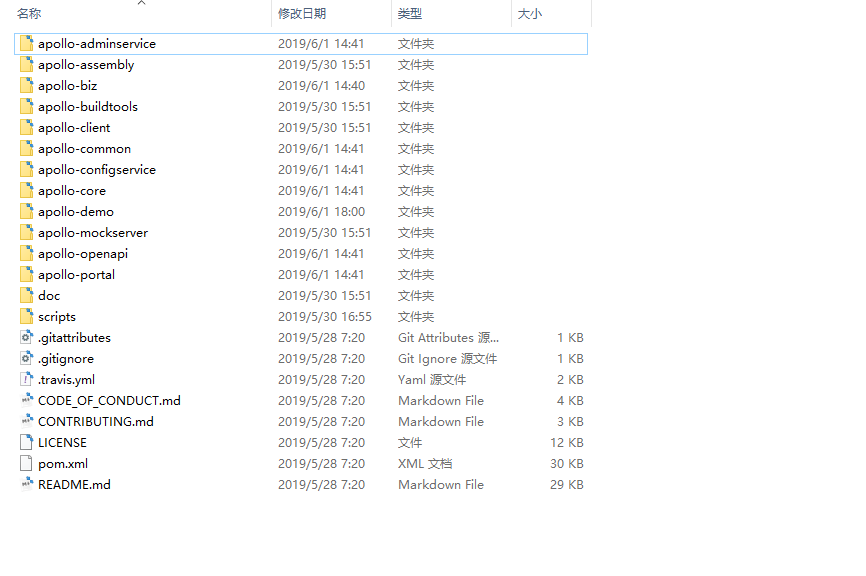 名称 修改日期 类型 大小
apollo-adminservice 2019/6/1 14:41 文件夹
apollo-assembly 2019/5/30 15:51 文件夹
apollo-biz 2019/6/1 14:40 文件夹
apollo-buildtools 2019/5/30 15:51 文件夹
apollo-client 2019/5/30 15:51 文件夹
apollo-common 2019/6/1 14:41 文件夹
apollo-configservice 2019/6/1 14:41 文件夹
apollo-core 2019/6/1 14:41 文件夹
apollo-demo 2019/6/1 18:00 文件夹
apollo-mockserver 2019/5/30 15:51 文件夹
apollo-openapi 2019/6/1 14:41 文件夹
apollo-portal 2019/6/1 14:41 文件夹
doc 2019/5/30 15:51 文件夹
scripts 2019/5/30 16:55 文件夹
.gitattributes 2019/5/28 7:20 Git Attributes 源... 1 KB
.gitignore 2019/5/28 7:20 Git Ignore 源文件 1 KB
.travis.yml 2019/5/28 7:20 Yaml 源文件 2 KB
CODE_OF_CONDUCT.md 2019/5/28 7:20 Markdown File 4 KB
CONTRIBUTING.md 2019/5/28 7:20 Markdown File 3 KB
LICENSE 2019/5/28 7:20 文件 12 KB
pom.xml 2019/5/28 7:20 XML 文档 30 KB
README.md 2019/5/28 7:20 Markdown File 29 KB